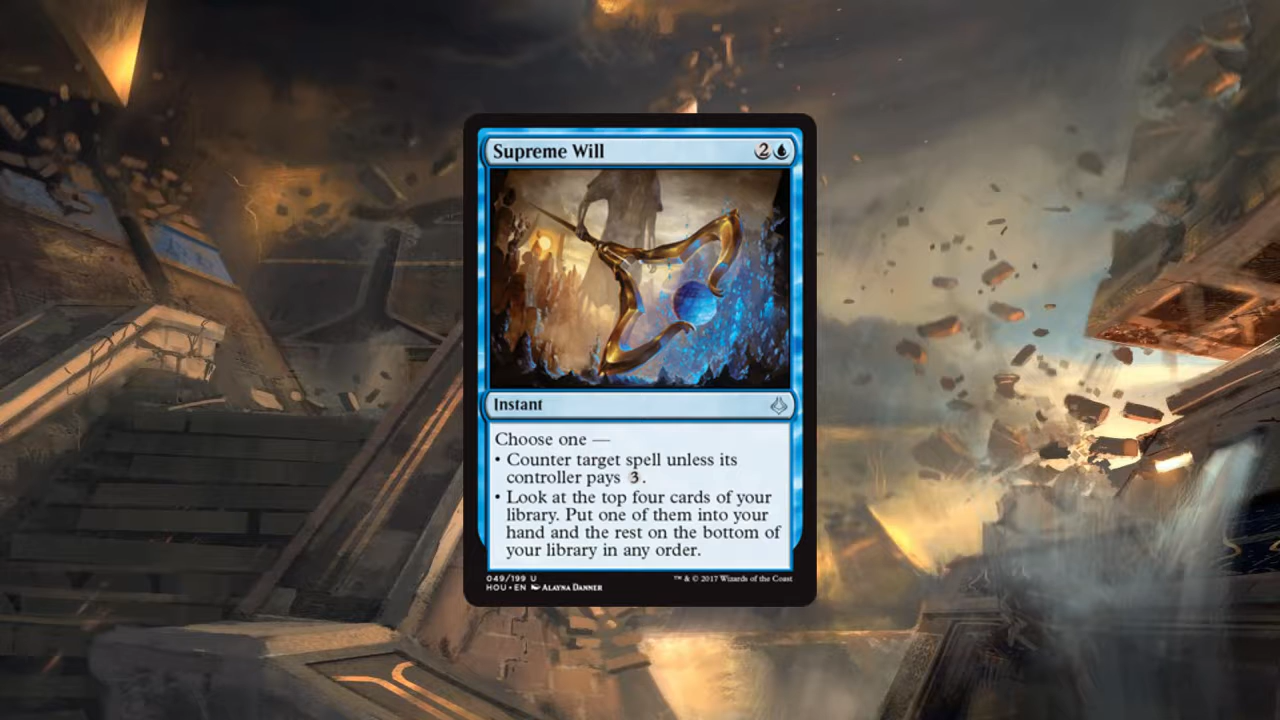 Supreme Will 2
Instant
Choose one —
• Counter target spell unless its
controller pays 3.
• Look at the top four cards of your
library. Put one of them into your
hand and the rest on the bottom of
your library in any order.
049/199 U
HOU • EN Alayna Danner
™ & © 2017 Wizards of the Coast